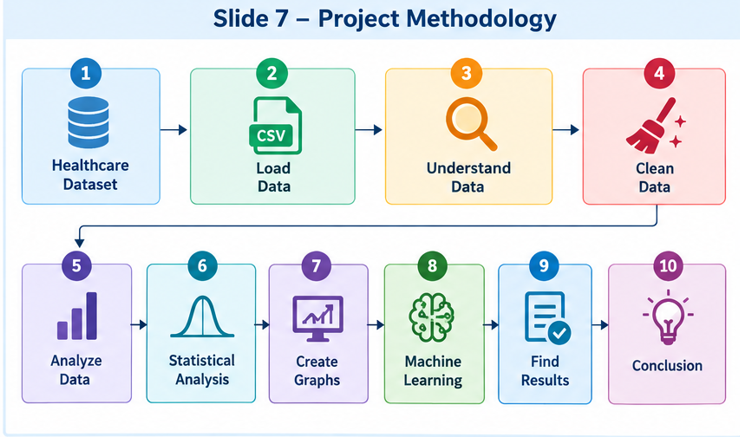 Slide 7 – Project Methodology
1
Healthcare
Dataset
2
CSV
Load
Data
3
Understand
Data
4
Clean
Data
5
Analyze
Data
6
Statistical
Analysis
7
Create
Graphs
8
Machine
Learning
9
Find
Results
10
Conclusion